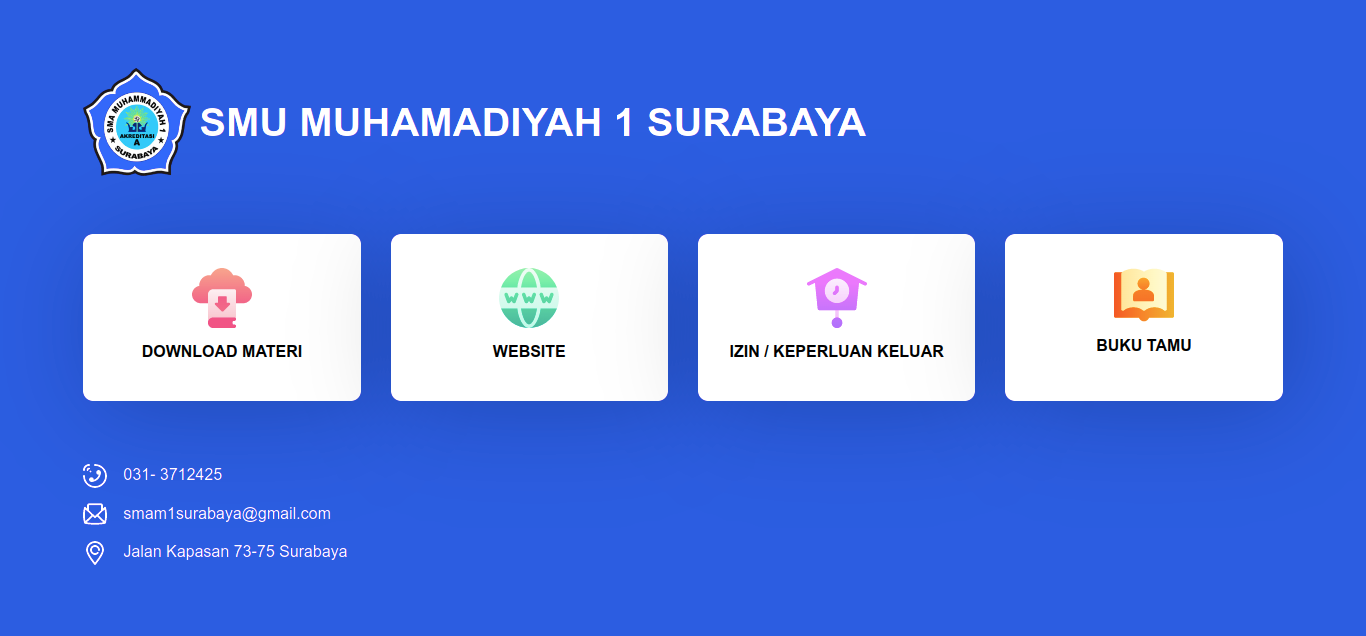 SMA MUHAMMADIYAH 1
AKREDITASI
A
SURABAYA
SMU MUHAMADIYAH 1 SURABAYA
WWW
DOWNLOAD MATERI
WEBSITE
IZIN / KEPERLUAN KELUAR
BUKU TAMU
031- 3712425
smam1surabaya@gmail.com
Jalan Kapasan 73-75 Surabaya